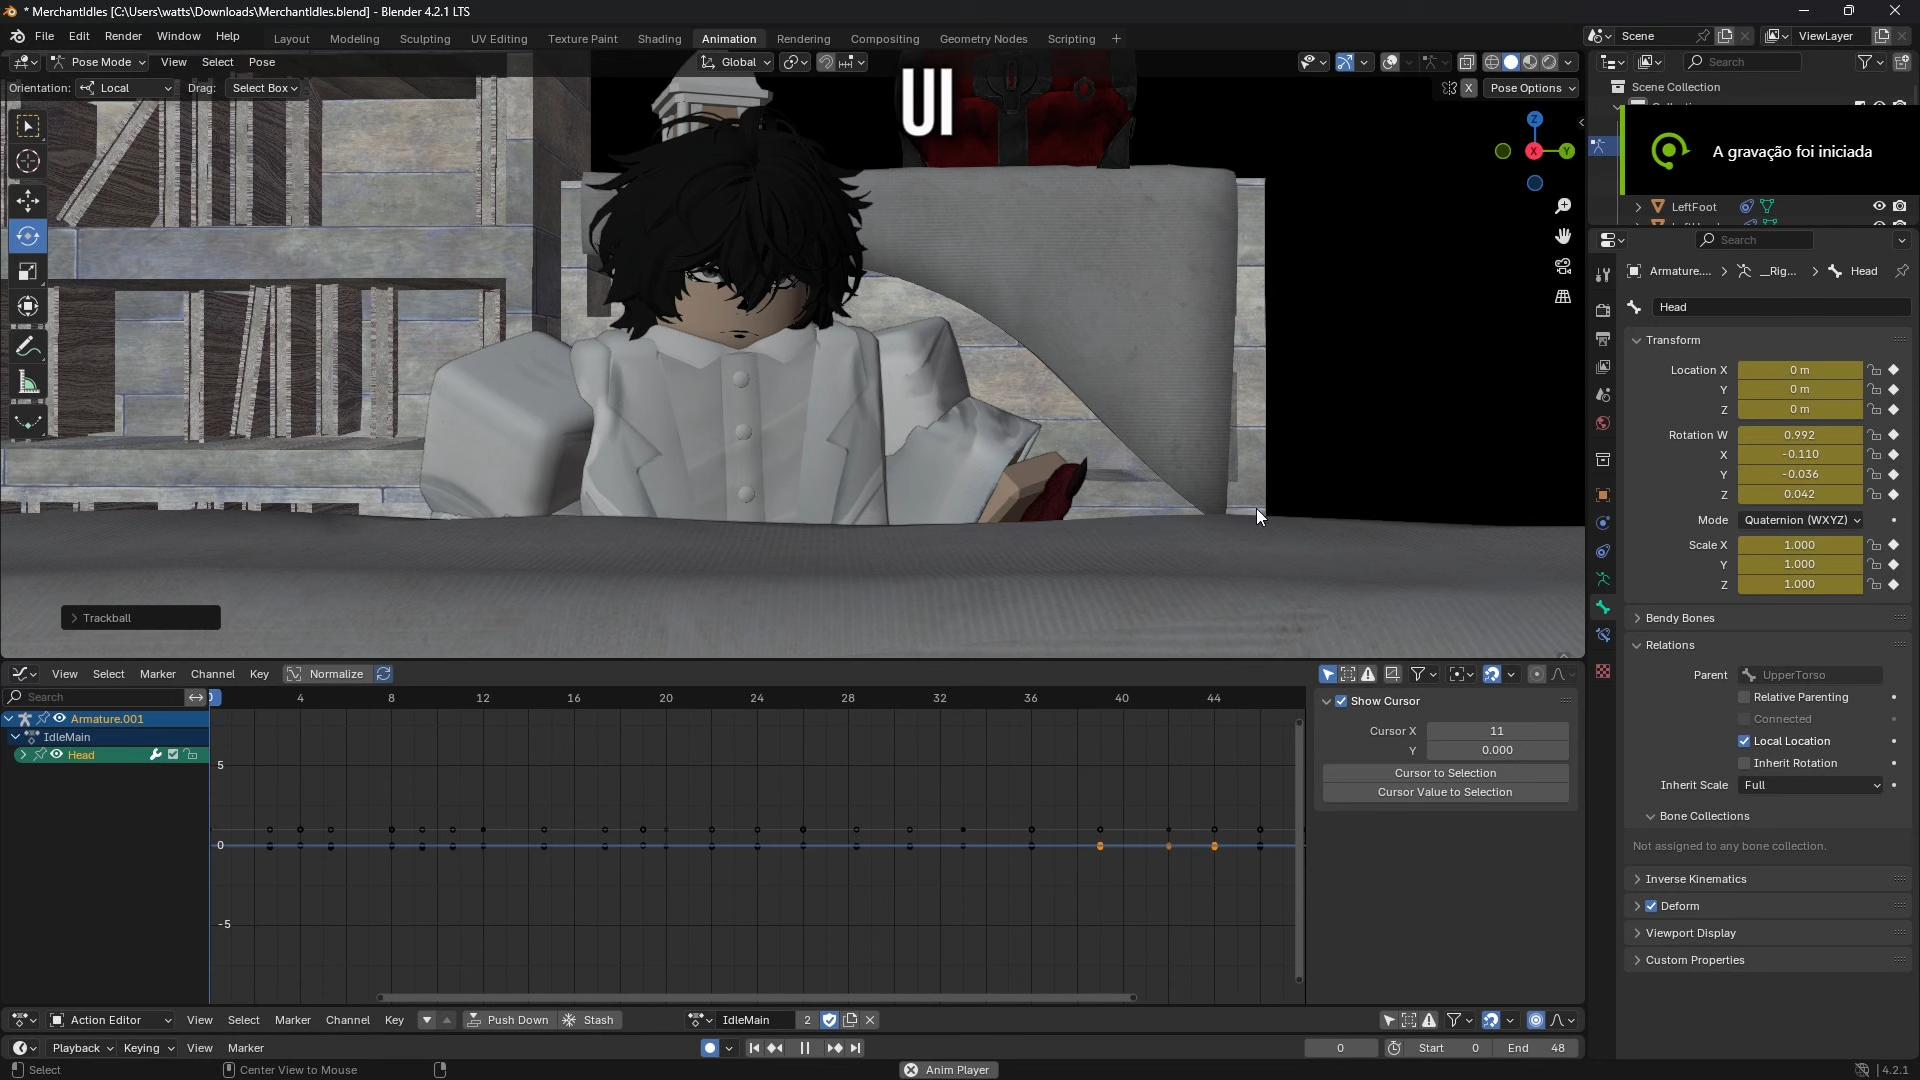 * MerchantIdles [C:\Users\watts\Downloads\MerchantIdles.blend] - Blender 4.2.1 LTS
File Edit Render Window Help Layout Modeling Sculpting UV Editing Texture Paint Shading Animation Rendering Compositing Geometry Nodes Scripting + Scene ViewLayer
Pose Mode View Select Pose Global Search
Orientation: Local Drag: Select Box X Pose Options Scene Collection
UI
Z
X Y
A gravação foi iniciada
LeftFoot
Search
Armature.... __Rig... Head
Head
Transform
Location X 0 m
Y 0 m
Z 0 m
Rotation W 0.992
X -0.110
Y -0.036
Z 0.042
Mode Quaternion (WXYZ)
Scale X 1.000
Y 1.000
Z 1.000
Trackball
Bendy Bones
Relations
Parent UpperTorso
Relative Parenting
Connected
Local Location
Inherit Rotation
Inherit Scale Full
Bone Collections
Not assigned to any bone collection.
Inverse Kinematics
Deform
Viewport Display
Custom Properties
View Select Marker Channel Key Normalize
Search 4 8 12 16 20 24 28 32 36 40 44
Armature.001
IdleMain
Head
5
0
-5
Show Cursor
Cursor X 11
Y 0.000
Cursor to Selection
Cursor Value to Selection
Action Editor View Select Marker Channel Key Push Down Stash IdleMain 2
Playback Keying View Marker 0 Start 0 End 48
Select Center View to Mouse Anim Player 4.2.1